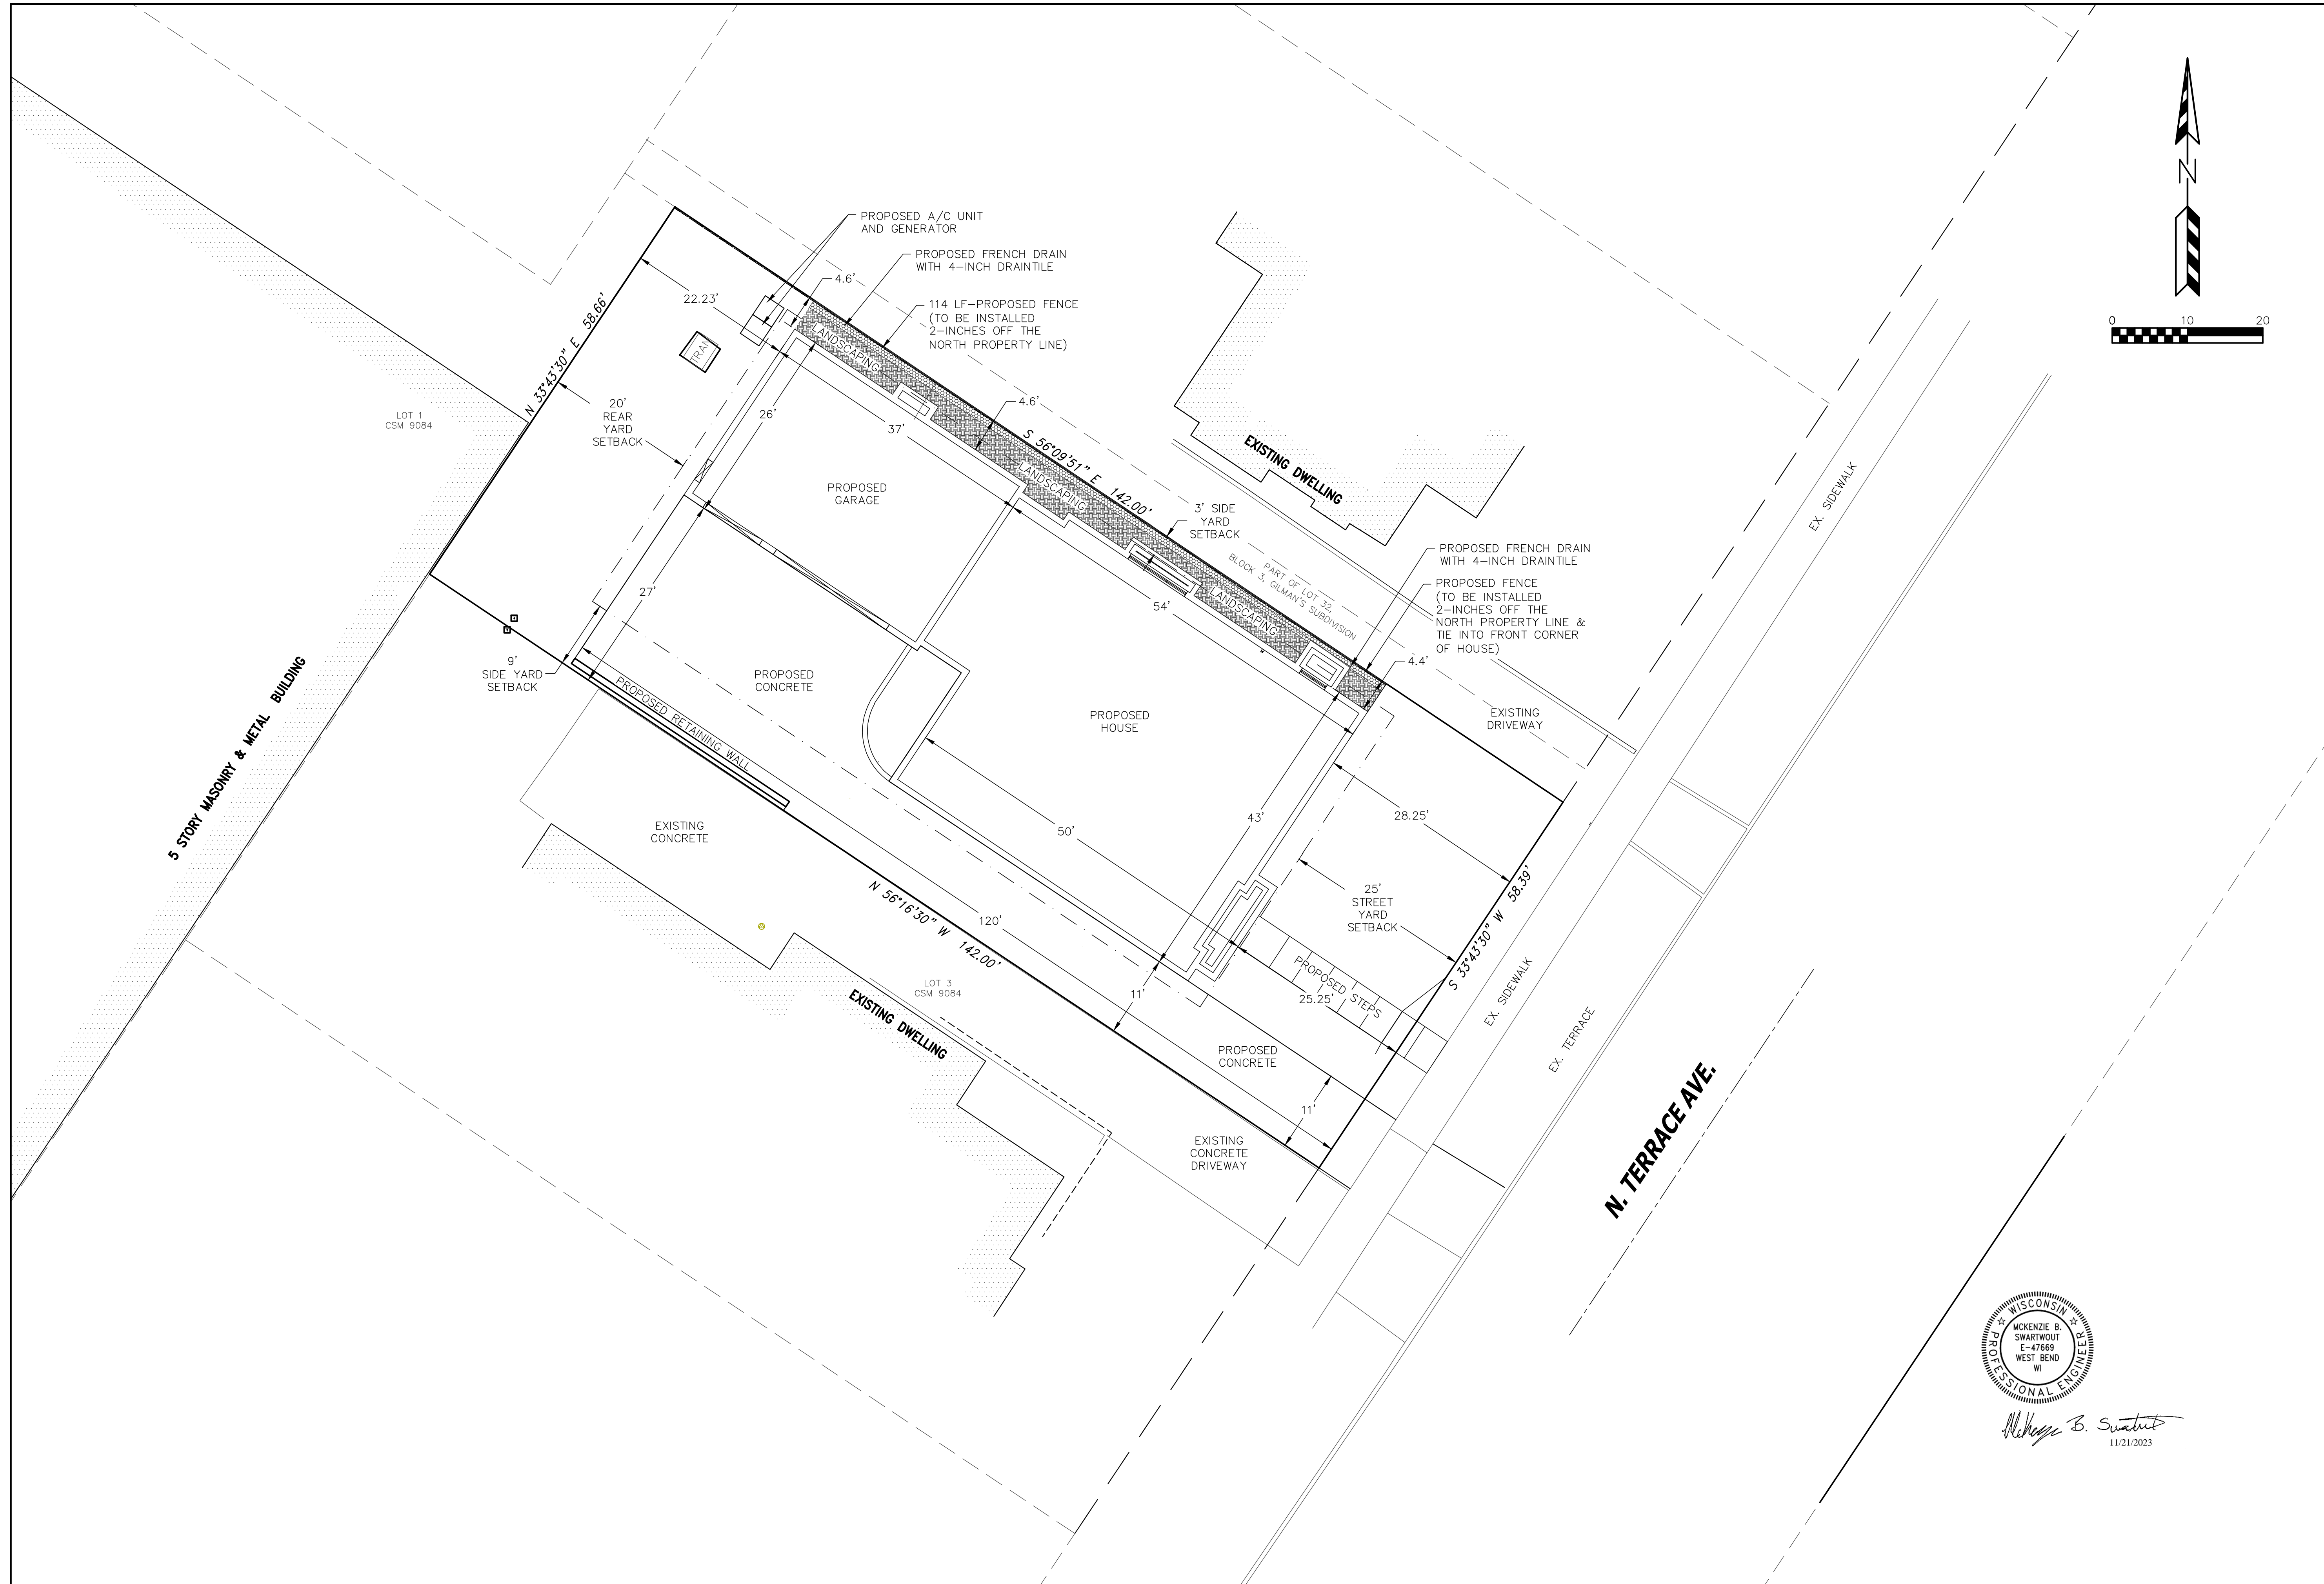 N
0 10 20
PROPOSED A/C UNIT
AND GENERATOR
PROPOSED FRENCH DRAIN
WITH 4-INCH DRAINTILE
4.6'
22.23'
114 LF-PROPOSED FENCE
(TO BE INSTALLED
2-INCHES OFF THE
NORTH PROPERTY LINE)
N 33°43'30" E 58.66'
TRAN
LANDSCAPING
LOT 1
CSM 9084
20'
REAR
YARD
SETBACK
26'
37'
4.6'
S 56°09'51" E 142.00'
LANDSCAPING
EXISTING DWELLING
EX. SIDEWALK
PROPOSED
GARAGE
3' SIDE
YARD
SETBACK
PART OF LOT 32,
BLOCK 3, GILMAN'S SUBDIVISION
PROPOSED FRENCH DRAIN
WITH 4-INCH DRAINTILE
PROPOSED FENCE
(TO BE INSTALLED
2-INCHES OFF THE
NORTH PROPERTY LINE &
TIE INTO FRONT CORNER
OF HOUSE)
27'
54'
LANDSCAPING
4.4'
9'
SIDE YARD
SETBACK
PROPOSED
CONCRETE
PROPOSED RETAINING WALL
PROPOSED
HOUSE
EXISTING
DRIVEWAY
5 STORY MASONRY & METAL BUILDING
EXISTING
CONCRETE
50'
43'
28.25'
25'
STREET
YARD
SETBACK
S 33°43'30" W 58.39'
N 56°16'30" W 142.00'
120'
LOT 3
CSM 9084
EXISTING DWELLING
11'
PROPOSED STEPS
25.25'
EX. SIDEWALK
EX. TERRACE
PROPOSED
CONCRETE
11'
EXISTING
CONCRETE
DRIVEWAY
N. TERRACE AVE.
WISCONSIN
MCKENZIE B.
SWARTWOUT
E-47669
WEST BEND
WI
PROFESSIONAL ENGINEER
11/21/2023